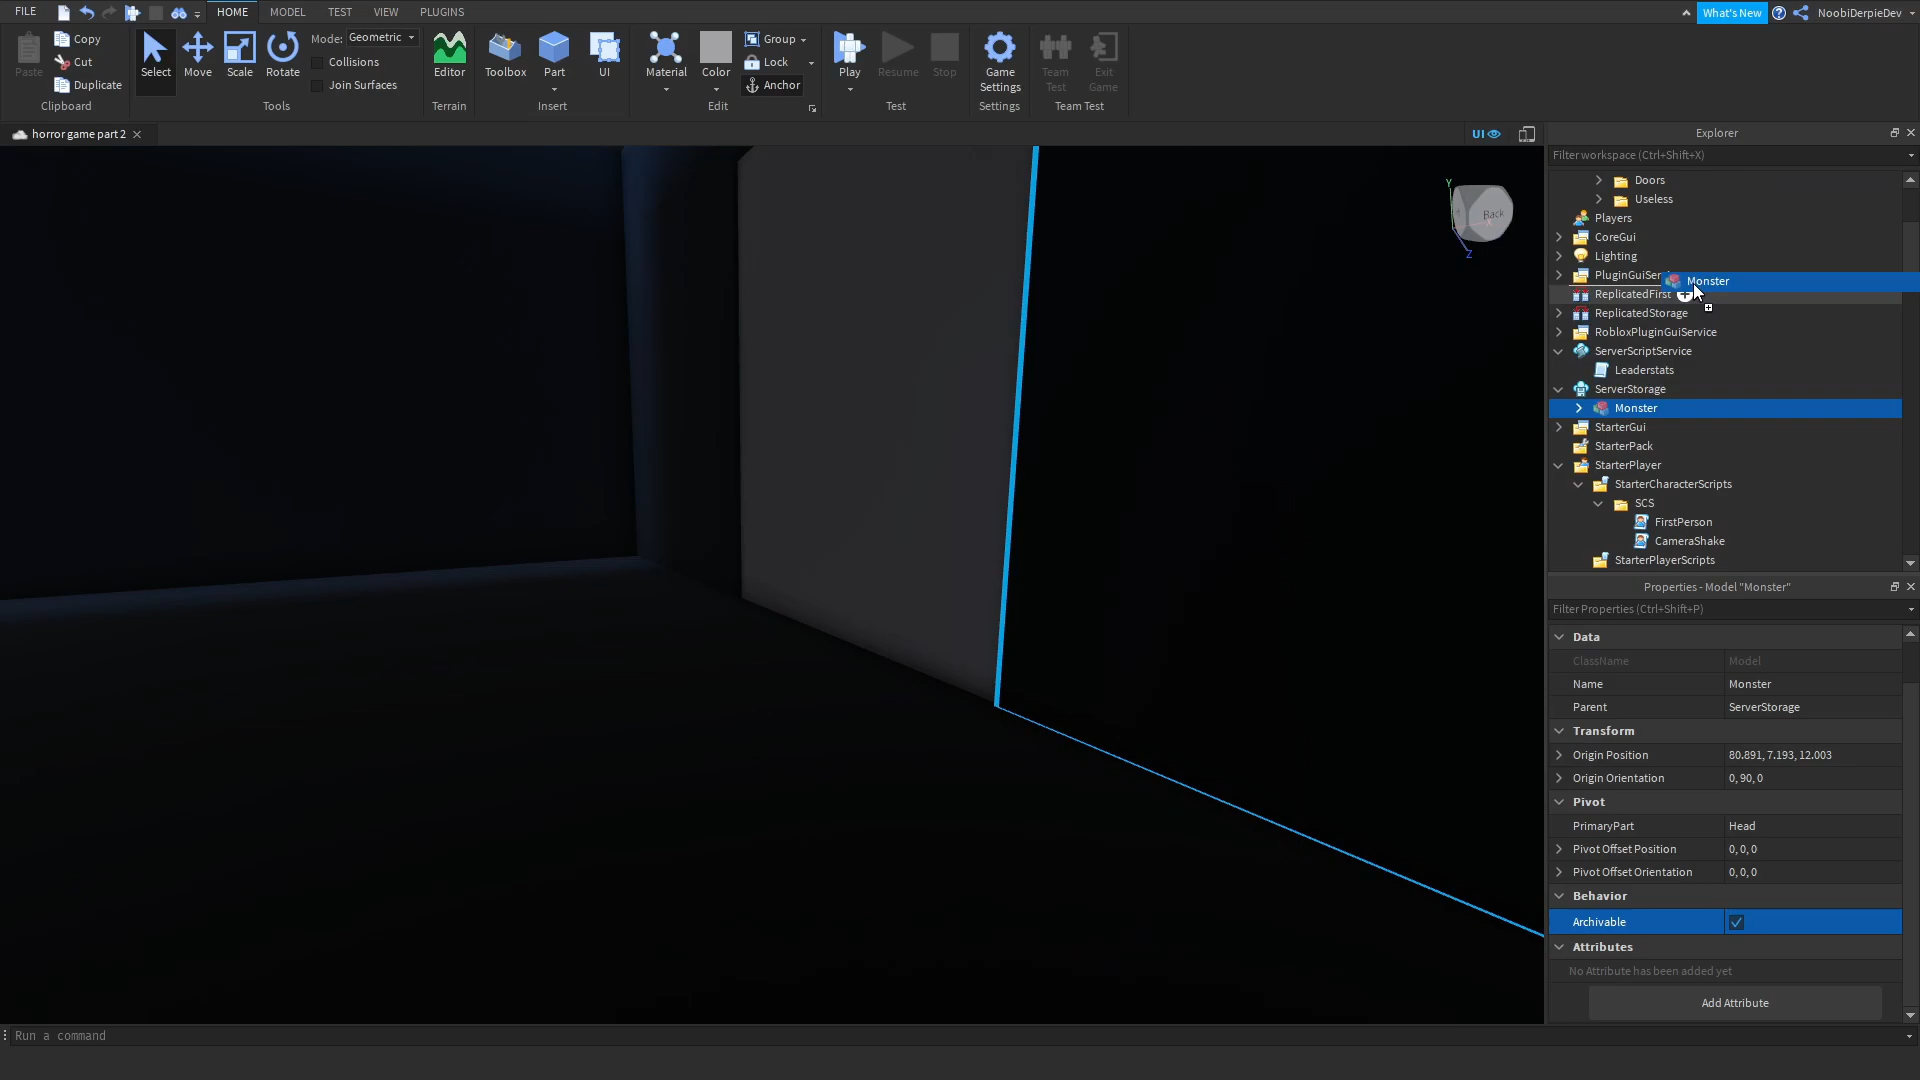 FILE
HOME
MODEL
TEST
VIEW
PLUGINS
What's New
NoobiDerpieDev
Paste
Copy
Cut
Duplicate
Clipboard
Select
Move
Scale
Rotate
Mode: Geometric
Collisions
Join Surfaces
Tools
Editor
Terrain
Toolbox
Part
UI
Insert
Material
Color
Group
Lock
Anchor
Edit
Play
Resume
Stop
Test
Game
Settings
Settings
Team
Test
Exit
Game
Team Test
horror game part 2
UI
Back
Y
Z
Explorer
Filter workspace (Ctrl+Shift+X)
Doors
Useless
Players
CoreGui
Lighting
PluginGuiSer
Monster
ReplicatedFirst
ReplicatedStorage
RobloxPluginGuiService
ServerScriptService
Leaderstats
ServerStorage
Monster
StarterGui
StarterPack
StarterPlayer
StarterCharacterScripts
SCS
FirstPerson
CameraShake
StarterPlayerScripts
Properties - Model "Monster"
Filter Properties (Ctrl+Shift+P)
Data
ClassName Model
Name Monster
Parent ServerStorage
Transform
Origin Position 80.891, 7.193, 12.003
Origin Orientation 0, 90, 0
Pivot
PrimaryPart Head
Pivot Offset Position 0, 0, 0
Pivot Offset Orientation 0, 0, 0
Behavior
Archivable
Attributes
No Attribute has been added yet
Add Attribute
Run a command